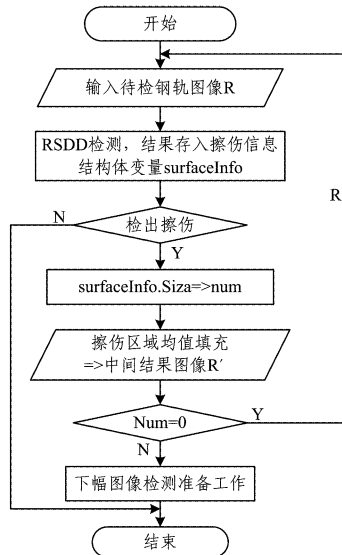 开始
输入待检钢轨图像R
RSDD检测，结果存入擦伤信息
结构体变量surfaceInfo
R
N
检出擦伤
Y
surfaceInfo.Siza=>num
擦伤区域均值填充
=>中间结果图像R′
Num=0
Y
N
下幅图像检测准备工作
结束